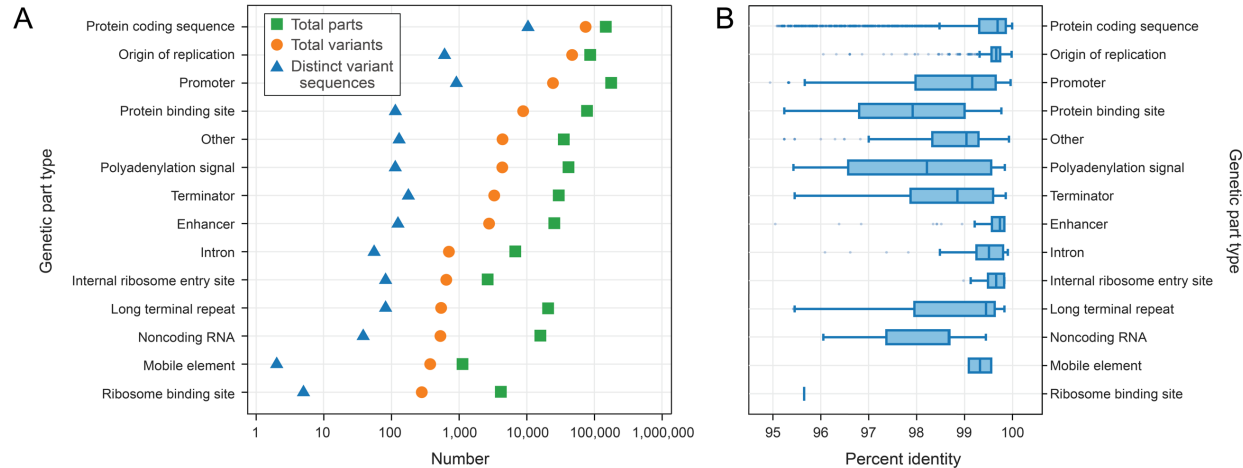 A
Protein coding sequence
Origin of replication
Promoter
Protein binding site
Other
Polyadenylation signal
Terminator
Enhancer
Intron
Internal ribosome entry site
Long terminal repeat
Noncoding RNA
Mobile element
Ribosome binding site
Genetic part type
Total parts
Total variants
Distinct variant
sequences
1
10
100
1,000
10,000
100,000
1,000,000
Number
B
Protein coding sequence
Origin of replication
Promoter
Protein binding site
Other
Polyadenylation signal
Terminator
Enhancer
Intron
Internal ribosome entry site
Long terminal repeat
Noncoding RNA
Mobile element
Ribosome binding site
Genetic part type
95
96
97
98
99
100
Percent identity